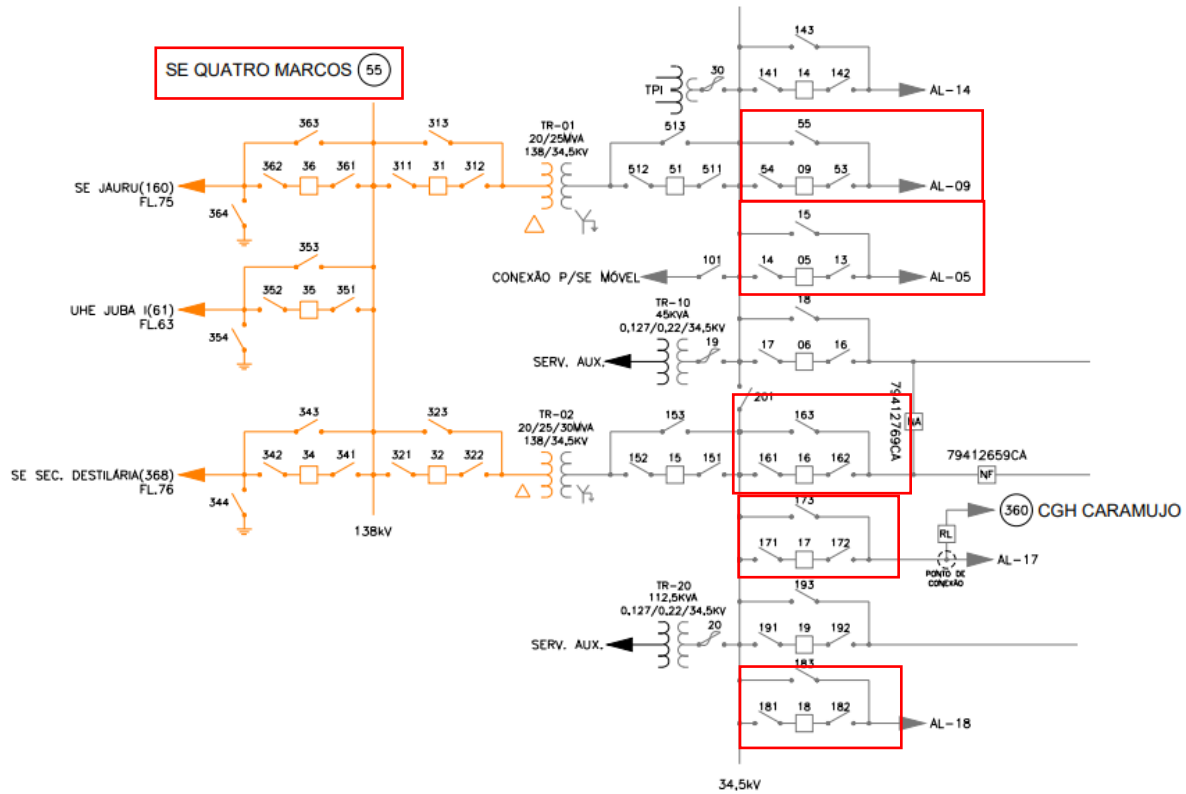 SE QUATRO MARCOS 55
143
30
TPI
141 14 142
AL-14
363
313
TR-01
20/25MVA
138/34.5KV
513
55
362 36 361
311 31 312
512 51 511
54 09 53
SE JAURU(160)
FL.75
AL-09
364
15
353
CONEXÃO P/SE MÓVEL
101
14 05 13
AL-05
352 35 351
UHE JUBA I(61)
FL.63
TR-10
45KVA
0,127/0,22/34,5KV
18
354
19
17 06 16
SERV. AUX.
201
79412769CA
NA
343
323
TR-02
20/25/30MVA
138/34,5KV
153
163
342 34 341
321 32 322
152 15 151
161 16 162
79412659CA
NF
SE SEC. DESTILÁRIA(368)
FL.76
344
173
360 CGH CARAMUJO
138kV
RL
171 17 172
AL-17
PONTO DE
CONEXÃO
TR-20
112,5KVA
0,127/0,22/34,5KV
193
20
191 19 192
SERV. AUX.
183
181 18 182
AL-18
34,5kV